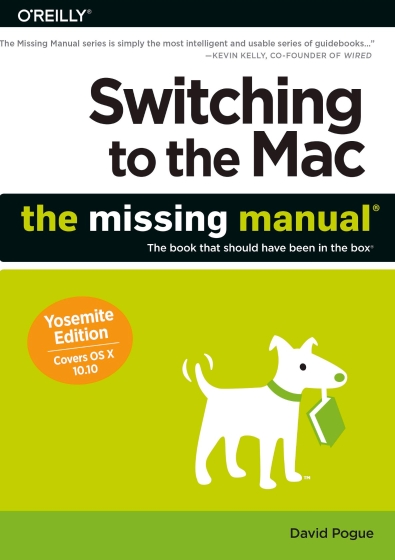 O'REILLY®
The Missing Manual series is simply the most intelligent and usable series of guidebooks..."
—KEVIN KELLY, CO-FOUNDER OF WIRED
Switching
to the Mac
the missing manual®
The book that should have been in the box®
Yosemite
Edition
Covers OS X
10.10
™
David Pogue